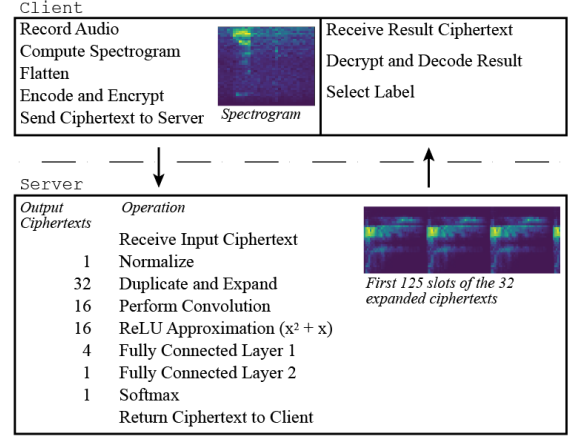 Client
Record Audio
Compute Spectrogram
Flatten
Encode and Encrypt
Send Ciphertext to Server
Spectrogram
Receive Result Ciphertext
Decrypt and Decode Result
Select Label
Server
Output
Ciphertexts
Operation
Receive Input Ciphertext
1 Normalize
32 Duplicate and Expand
16 Perform Convolution
16 ReLU Approximation (x² + x)
4 Fully Connected Layer 1
1 Fully Connected Layer 2
1 Softmax
Return Ciphertext to Client
First 125 slots of the 32
expanded ciphertexts